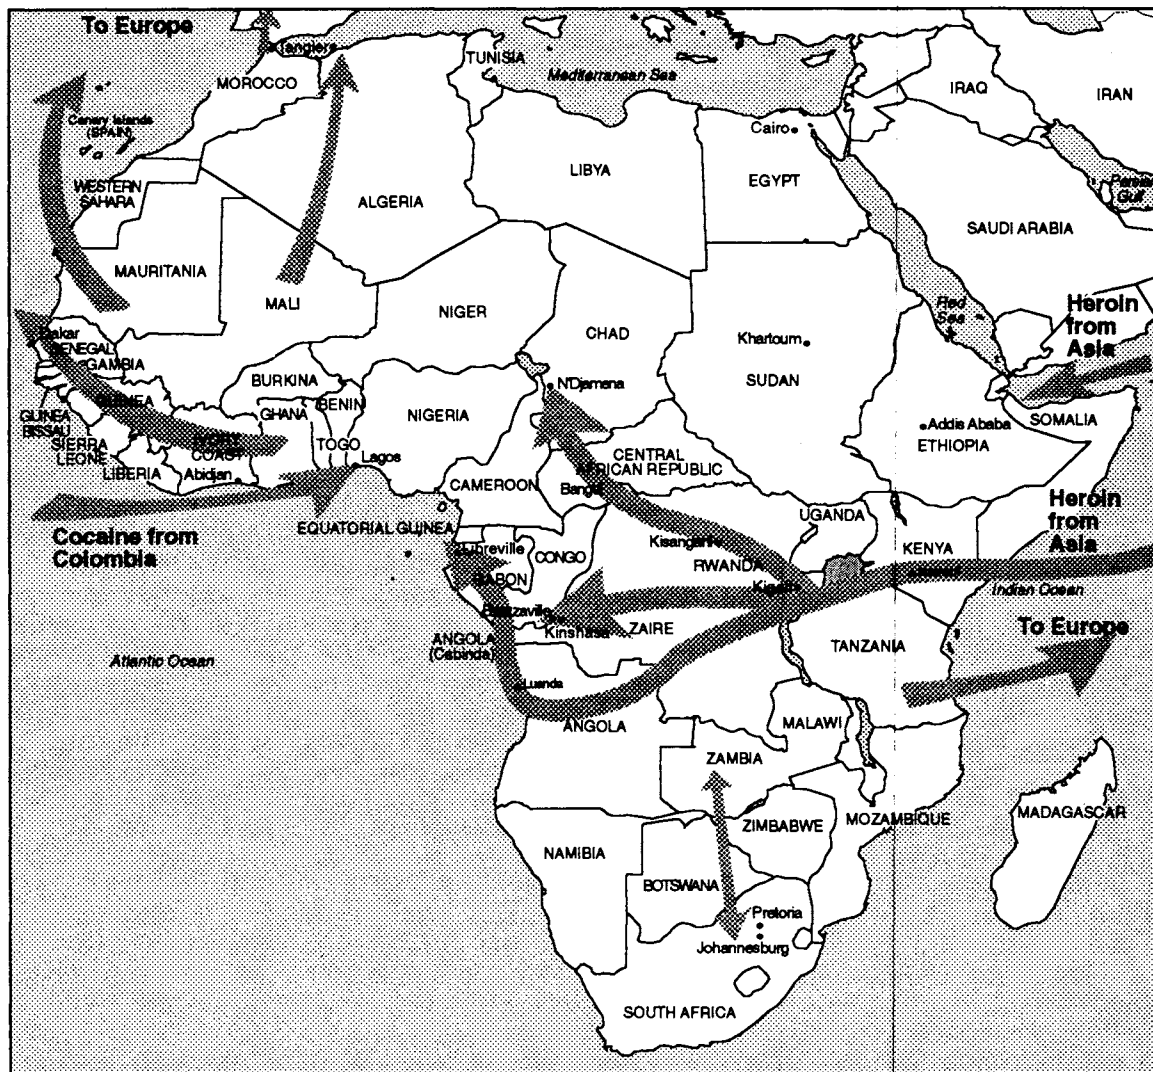 To Europe
Tangiers
TUNISIA
Mediterranean Sea
MOROCCO
IRAQ
IRAN
Canary Islands
(SPAIN)
Cairo
LIBYA
EGYPT
WESTERN
SAHARA
ALGERIA
Persian
Gulf
SAUDI ARABIA
MAURITANIA
MALI
NIGER
CHAD
Red
Sea
Heroin
from
Asia
Dakar
SENEGAL
GAMBIA
Khartoum
SUDAN
BURKINA
N'Djamena
GUINEA
GUINEA
BISSAU
GHANA
BENIN
NIGERIA
Addis Ababa
ETHIOPIA
SOMALIA
SIERRA
LEONE
IVORY
COAST
TOGO
Lagos
LIBERIA
Abidjan
CENTRAL
AFRICAN REPUBLIC
CAMEROON
Bangui
Cocaine from
Colombia
EQUATORIAL GUINEA
UGANDA
Heroin
from
Asia
Libreville
CONGO
Kisangani
RWANDA
KENYA
GABON
Kigali
Indian Ocean
Brazzaville
Kinshasa
ZAIRE
To Europe
ANGOLA
(Cabinda)
TANZANIA
Atlantic Ocean
Luanda
ANGOLA
MALAWI
ZAMBIA
MOZAMBIQUE
MADAGASCAR
ZIMBABWE
NAMIBIA
BOTSWANA
Pretoria
Johannesburg
SOUTH AFRICA